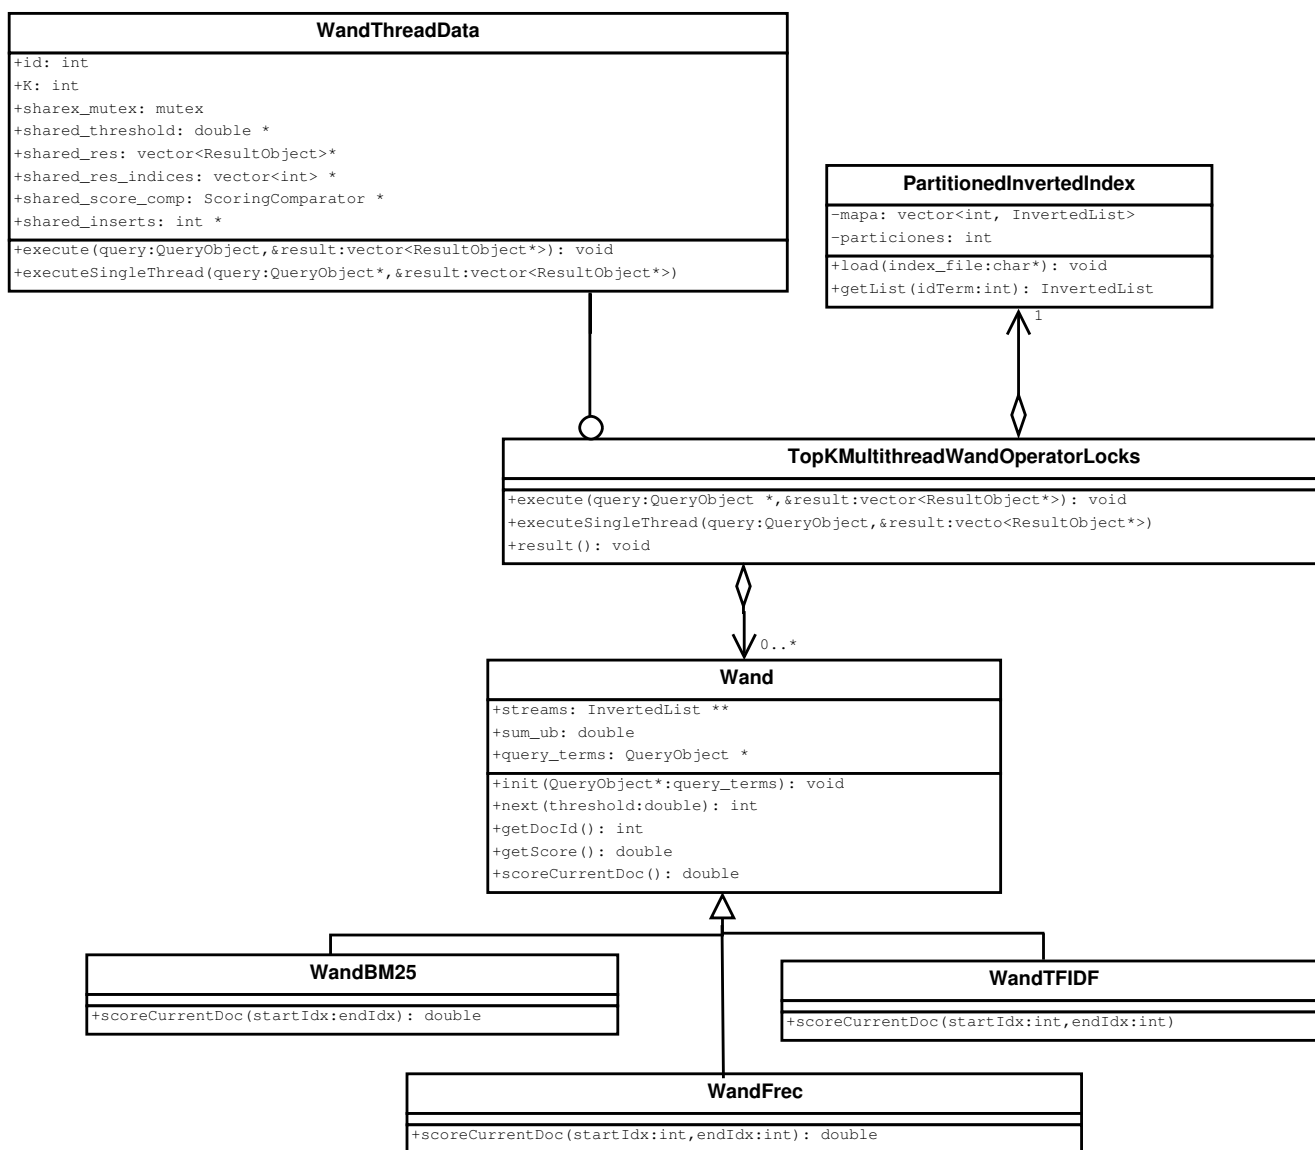 WandThreadData
+id: int
+K: int
+sharex_mutex: mutex
+shared_threshold: double *
+shared_res: vector<ResultObject>*
+shared_res_indices: vector<int> *
+shared_score_comp: ScoringComparator *
+shared_inserts: int *
+execute(query:QueryObject,&result:vector<ResultObject*>): void
+executeSingleThread(query:QueryObject*,&result:vector<ResultObject*>)
PartitionedInvertedIndex
-mapa: vector<int, InvertedList>
-particiones: int
+load(index_file:char*): void
+getList(idTerm:int): InvertedList
1
TopKMultithreadWandOperatorLocks
+execute(query:QueryObject *,&result:vector<ResultObject*>): void
+executeSingleThread(query:QueryObject,&result:vecto<ResultObject*>)
+result(): void
0..*
Wand
+streams: InvertedList **
+sum_ub: double
+query_terms: QueryObject *
+init(QueryObject*:query_terms): void
+next(threshold:double): int
+getDocId(): int
+getScore(): double
+scoreCurrentDoc(): double
WandBM25
+scoreCurrentDoc(startIdx:endIdx): double
WandTFIDF
+scoreCurrentDoc(startIdx:int,endIdx:int)
WandFrec
+scoreCurrentDoc(startIdx:int,endIdx:int): double